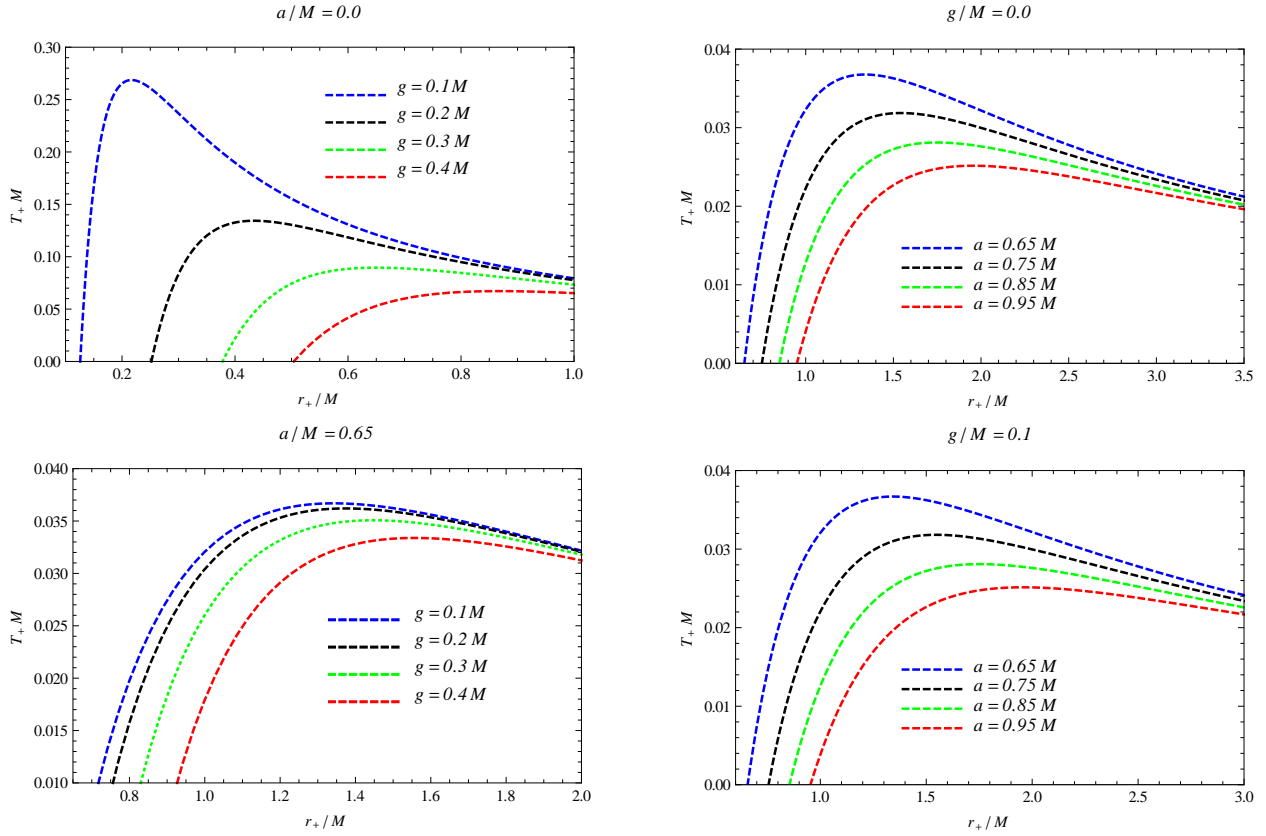 a/M = 0.0
0.30
0.25
0.20
0.15
0.10
0.05
0.00
T+ M
g = 0.1 M
g = 0.2 M
g = 0.3 M
g = 0.4 M
0.2 0.4 0.6 0.8 1.0
r+ / M
g/M = 0.0
0.04
0.03
0.02
0.01
0.00
T+ M
a = 0.65 M
a = 0.75 M
a = 0.85 M
a = 0.95 M
1.0 1.5 2.0 2.5 3.0 3.5
r+ / M
a/M = 0.65
0.040
0.035
0.030
0.025
0.020
0.015
0.010
T+ M
g = 0.1 M
g = 0.2 M
g = 0.3 M
g = 0.4 M
0.8 1.0 1.2 1.4 1.6 1.8 2.0
r+ / M
g/M = 0.1
0.04
0.03
0.02
0.01
0.00
T+ M
a = 0.65 M
a = 0.75 M
a = 0.85 M
a = 0.95 M
1.0 1.5 2.0 2.5 3.0
r+ / M